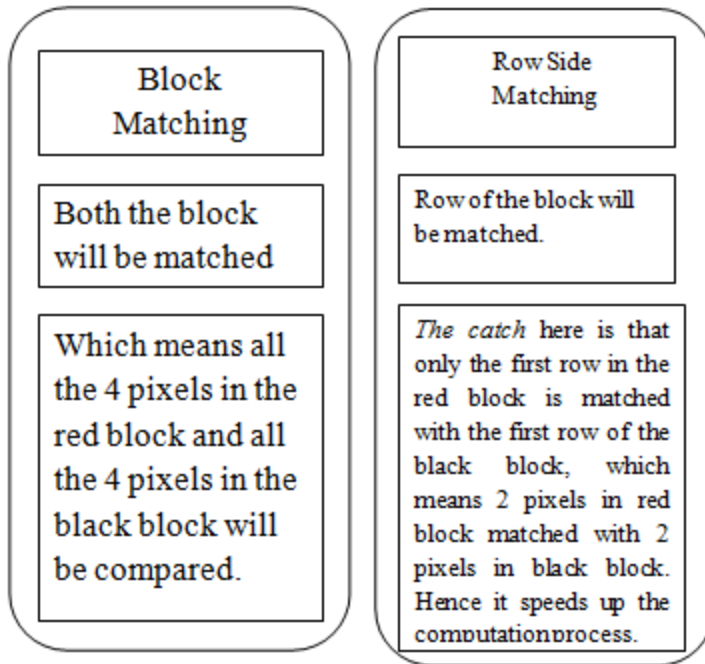 Block
Matching
Both the block
will be matched
Which means all
the 4 pixels in the
red block and all
the 4 pixels in the
black block will
be compared.
Row Side
Matching
Row of the block will
be matched.
The catch here is that
only the first row in the
red block is matched
with the first row of the
black block, which
means 2 pixels in red
block matched with 2
pixels in black block.
Hence it speeds up the
computation process.